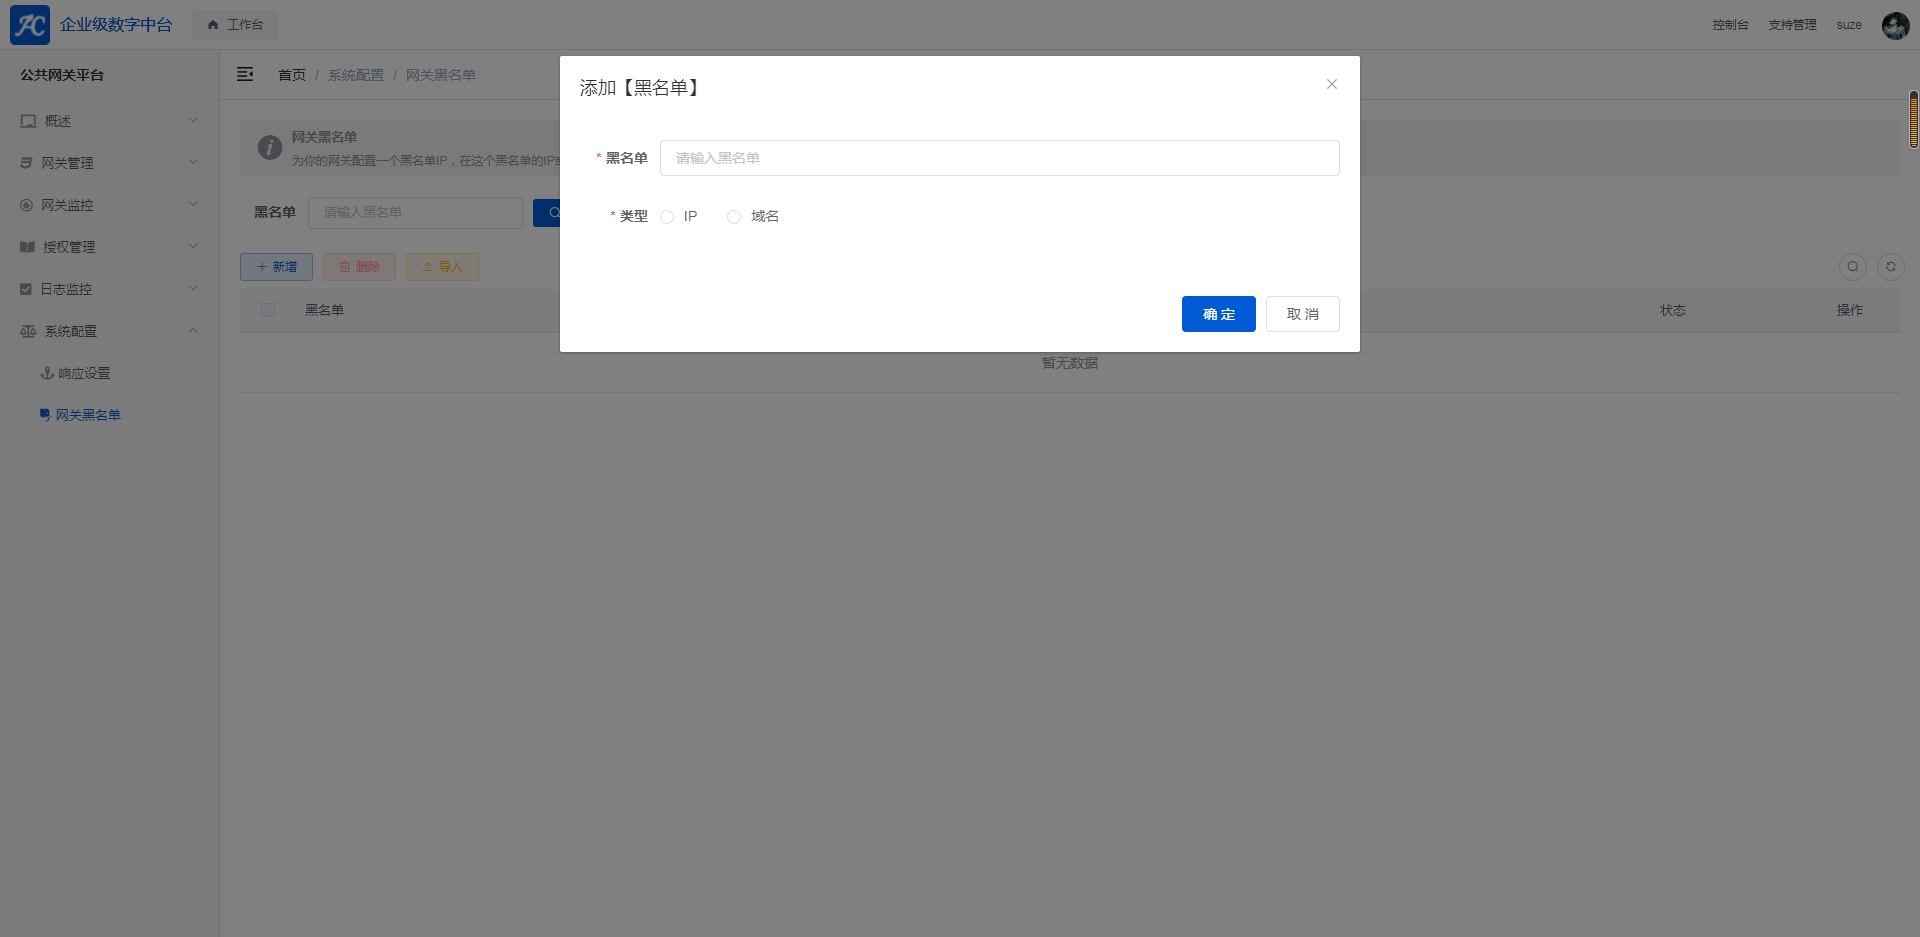 企业级数字中台
工作台
控制台
支持管理
suze
公共网关平台
概述
网关管理
网关监控
授权管理
日志监控
系统配置
响应设置
网关黑名单
首页 / 系统配置 / 网关黑名单
网关黑名单
为你的网关配置一个黑名单IP，在这个黑名单的IP
黑名单
请输入黑名单
新增
删除
导入
黑名单
状态
操作
暂无数据
添加【黑名单】
* 黑名单
请输入黑名单
* 类型
IP
域名
确 定
取 消